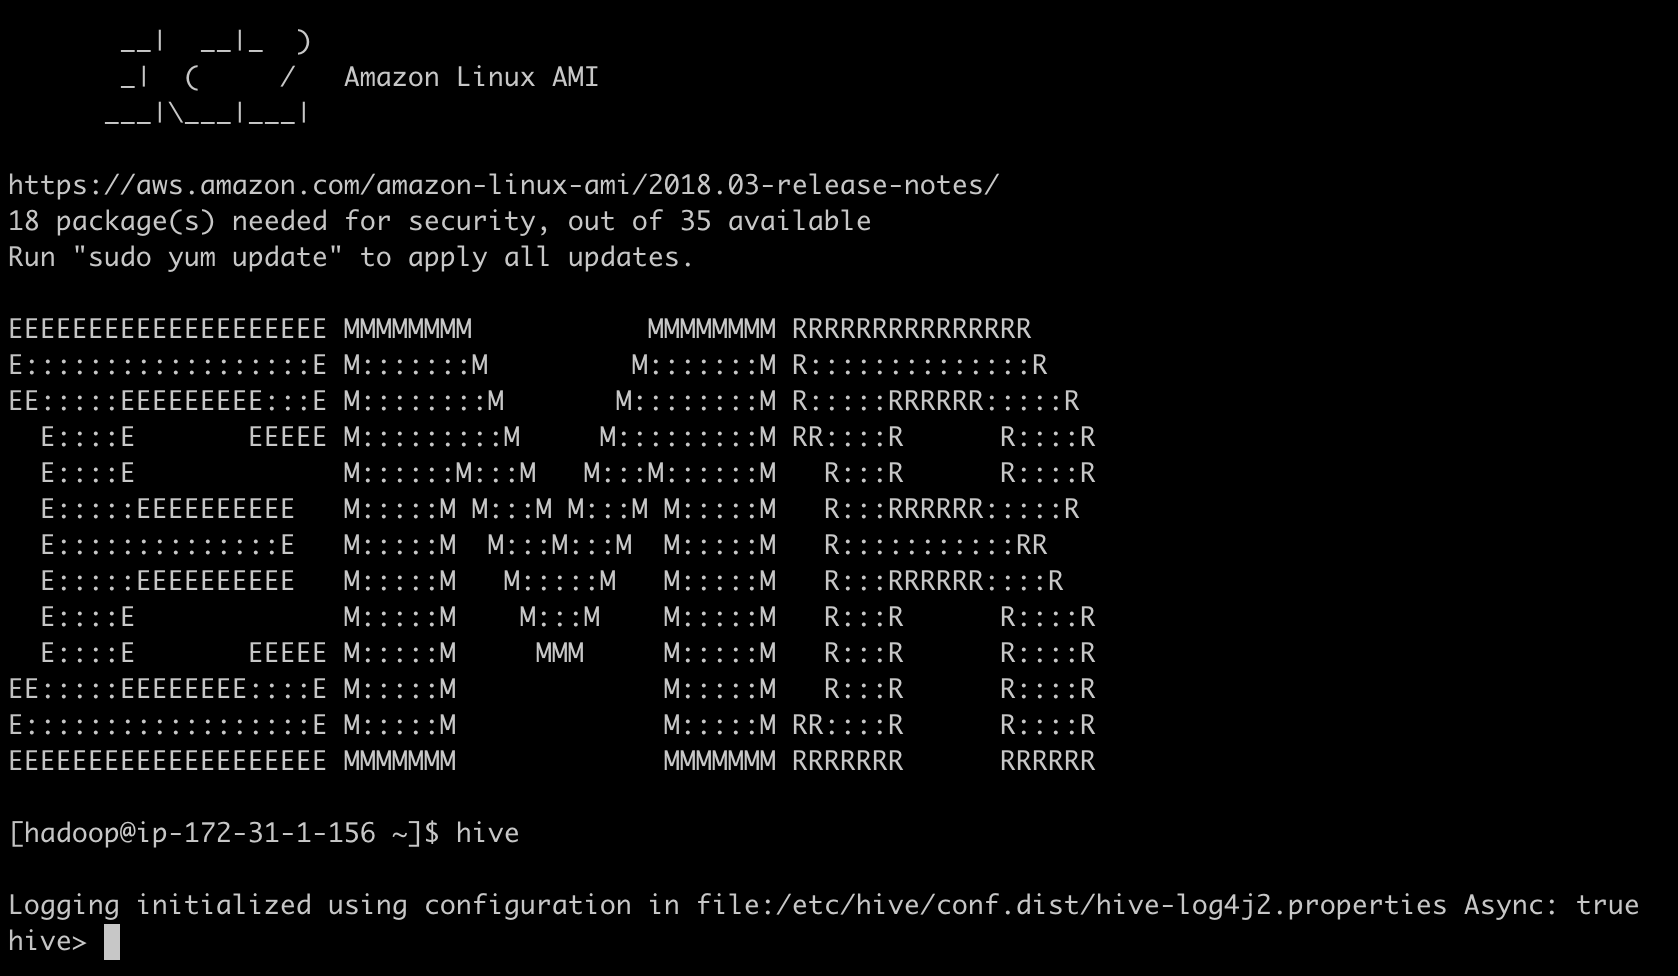 __|  __|_  )
       _|  (     /   Amazon Linux AMI
      ___|\___|___|

https://aws.amazon.com/amazon-linux-ami/2018.03-release-notes/
18 package(s) needed for security, out of 35 available
Run "sudo yum update" to apply all updates.

EEEEEEEEEEEEEEEEEEEE MMMMMMMM           MMMMMMMM RRRRRRRRRRRRRRR
E::::::::::::::::::E M:::::::M         M:::::::M R::::::::::::::R
EE:::::EEEEEEEEE:::E M::::::::M       M::::::::M R:::::RRRRRR:::::R
  E::::E       EEEEE M:::::::::M     M:::::::::M RR::::R      R::::R
  E::::E             M::::::M:::M   M:::M::::::M   R:::R      R::::R
  E:::::EEEEEEEEEE   M:::::M M:::M M:::M M:::::M   R:::RRRRRR:::::R
  E::::::::::::::E   M:::::M  M:::M:::M  M:::::M   R:::::::::::RR
  E:::::EEEEEEEEEE   M:::::M   M:::::M   M:::::M   R:::RRRRRR::::R
  E::::E             M:::::M    M:::M    M:::::M   R:::R      R::::R
  E::::E       EEEEE M:::::M     MMM     M:::::M   R:::R      R::::R
EE:::::EEEEEEEE::::E M:::::M             M:::::M   R:::R      R::::R
E::::::::::::::::::E M:::::M             M:::::M RR::::R      R::::R
EEEEEEEEEEEEEEEEEEEE MMMMMMM             MMMMMMM RRRRRRR      RRRRRR

[hadoop@ip-172-31-1-156 ~]$ hive

Logging initialized using configuration in file:/etc/hive/conf.dist/hive-log4j2.properties Async: true
hive>